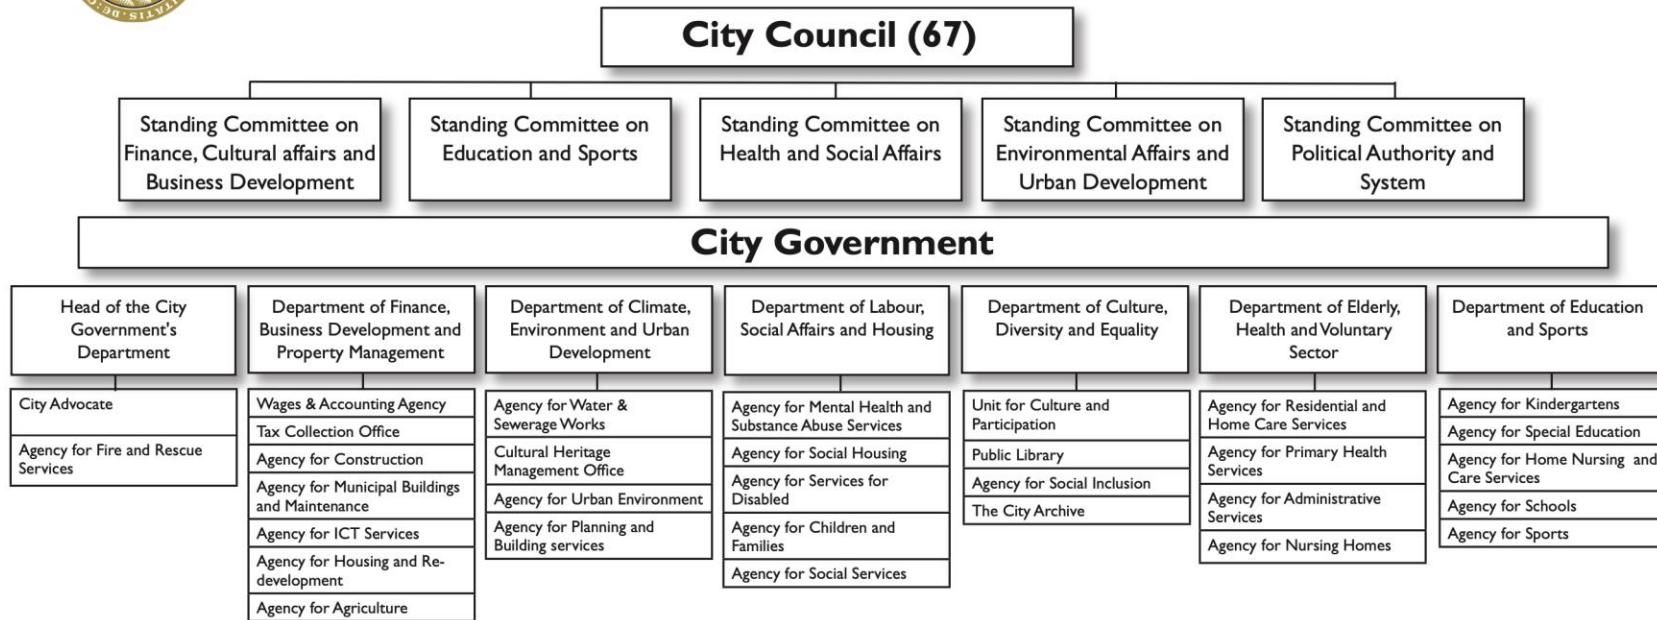 CITATIS. DE:
City Council (67)
Standing Committee on
Finance, Cultural affairs and
Business Development
Standing Committee on
Education and Sports
Standing Committee on
Health and Social Affairs
Standing Committee on
Environmental Affairs and
Urban Development
Standing Committee on
Political Authority and
System
City Government
Head of the City
Government's
Department
City Advocate
Agency for Fire and Rescue
Services
Department of Finance,
Business Development and
Property Management
Wages & Accounting Agency
Tax Collection Office
Agency for Construction
Agency for Municipal Buildings
and Maintenance
Agency for ICT Services
Agency for Housing and Re-
development
Agency for Agriculture
Department of Climate,
Environment and Urban
Development
Agency for Water &
Sewerage Works
Cultural Heritage
Management Office
Agency for Urban Environment
Agency for Planning and
Building services
Department of Labour,
Social Affairs and Housing
Agency for Mental Health and
Substance Abuse Services
Agency for Social Housing
Agency for Services for
Disabled
Agency for Children and
Families
Agency for Social Services
Department of Culture,
Diversity and Equality
Unit for Culture and
Participation
Public Library
Agency for Social Inclusion
The City Archive
Department of Elderly,
Health and Voluntary
Sector
Agency for Residential and
Home Care Services
Agency for Primary Health
Services
Agency for Administrative
Services
Agency for Nursing Homes
Department of Education
and Sports
Agency for Kindergartens
Agency for Special Education
Agency for Home Nursing and
Care Services
Agency for Schools
Agency for Sports